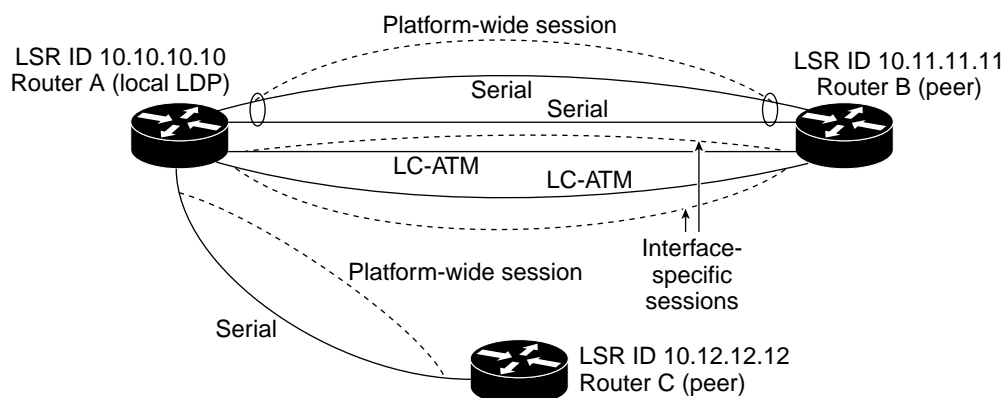 Platform-wide session
LSR ID 10.10.10.10
Router A (local LDP)
LSR ID 10.11.11.11
Router B (peer)
Serial
Serial
LC-ATM
LC-ATM
Interface-
specific
sessions
Platform-wide session
Serial
LSR ID 10.12.12.12
Router C (peer)